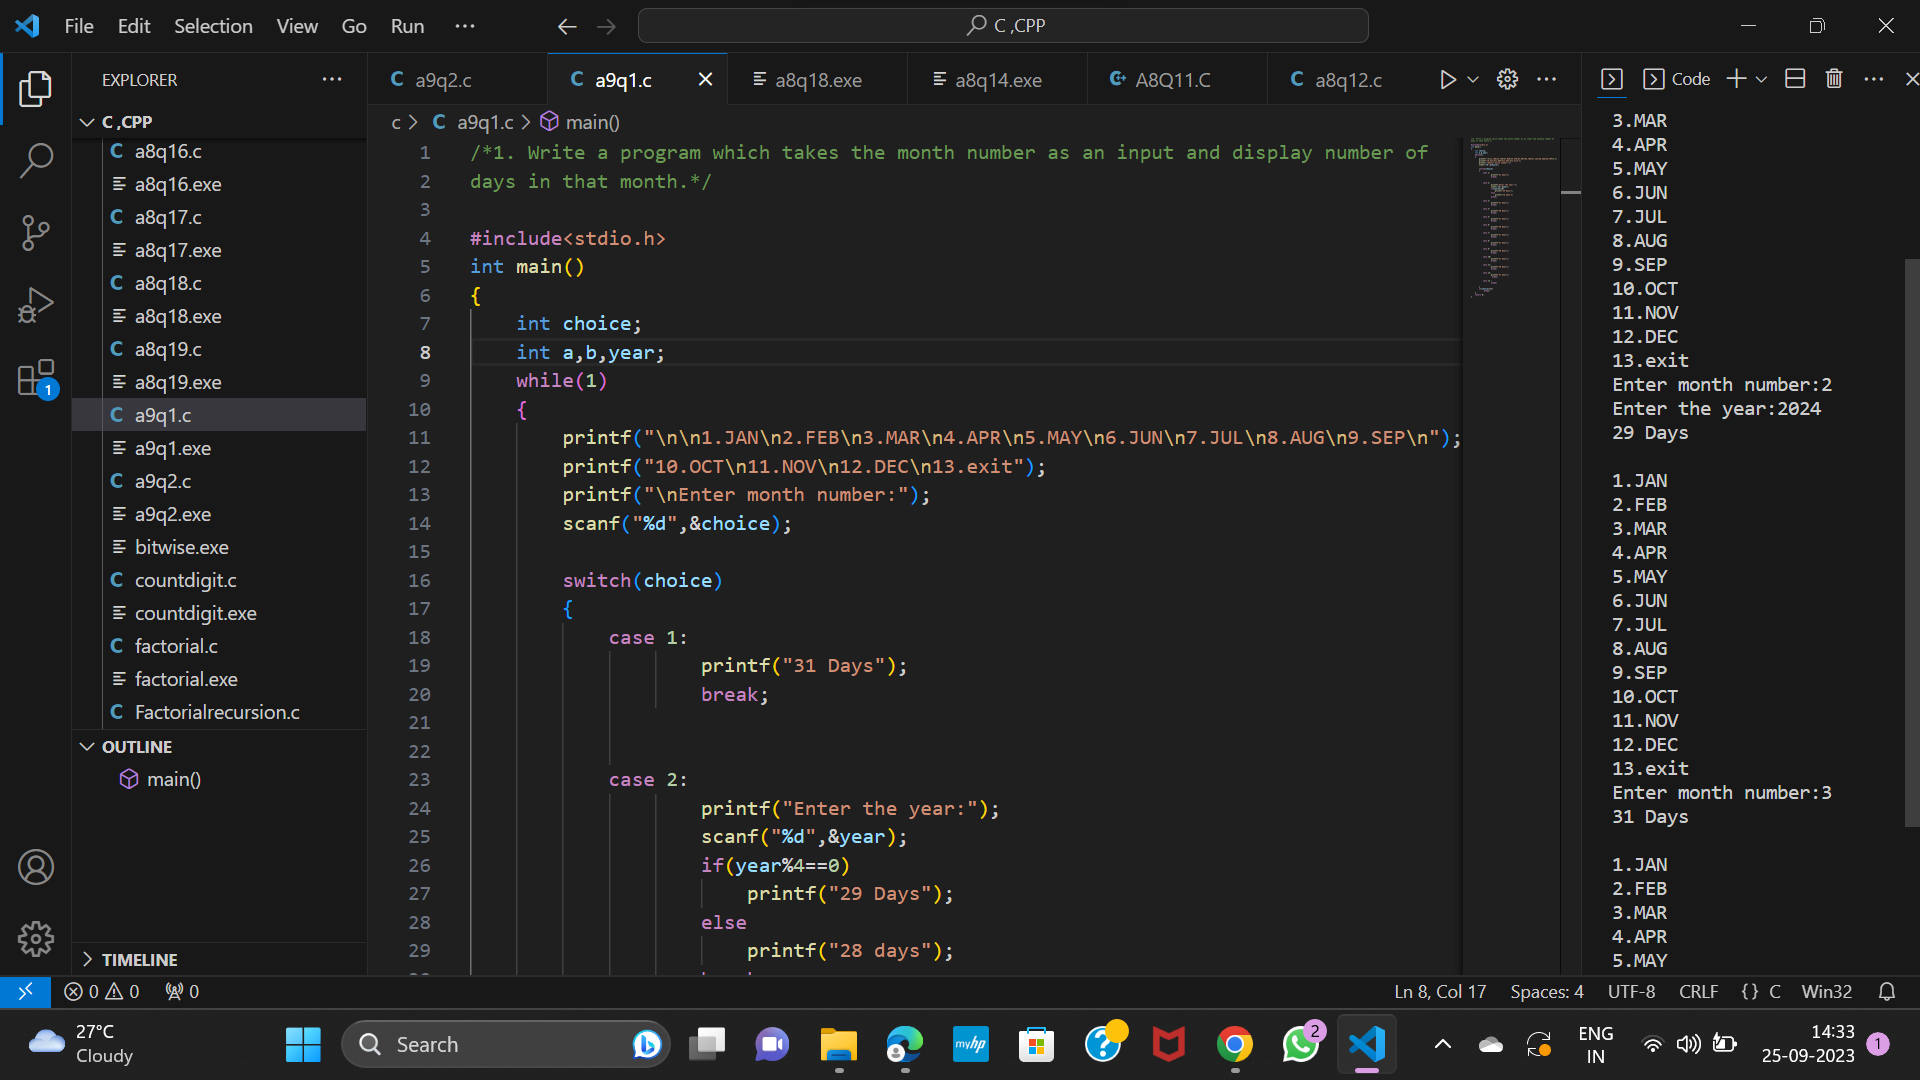 File Edit Selection View Go Run ···
C ,CPP
EXPLORER
C ,CPP
a8q16.c
a8q16.exe
a8q17.c
a8q17.exe
a8q18.c
a8q18.exe
a8q19.c
a8q19.exe
a9q1.c
a9q1.exe
a9q2.c
a9q2.exe
bitwise.exe
countdigit.c
countdigit.exe
factorial.c
factorial.exe
Factorialrecursion.c
OUTLINE
main()
TIMELINE
a9q2.c a9q1.c a8q18.exe a8q14.exe A8Q11.C a8q12.c
c > C a9q1.c > main()
1 /*1. Write a program which takes the month number as an input and display number of
2 days in that month.*/
3
4 #include<stdio.h>
5 int main()
6 {
7 int choice;
8 int a,b,year;
9 while(1)
10 {
11 printf("\n\n1.JAN\n2.FEB\n3.MAR\n4.APR\n5.MAY\n6.JUN\n7.JUL\n8.AUG\n9.SEP\n");
12 printf("10.OCT\n11.NOV\n12.DEC\n13.exit");
13 printf("\nEnter month number:");
14 scanf("%d",&choice);
15
16 switch(choice)
17 {
18 case 1:
19 printf("31 Days");
20 break;
21
22
23 case 2:
24 printf("Enter the year:");
25 scanf("%d",&year);
26 if(year%4==0)
27 printf("29 Days");
28 else
29 printf("28 days");
Code
3.MAR
4.APR
5.MAY
6.JUN
7.JUL
8.AUG
9.SEP
10.OCT
11.NOV
12.DEC
13.exit
Enter month number:2
Enter the year:2024
29 Days
1.JAN
2.FEB
3.MAR
4.APR
5.MAY
6.JUN
7.JUL
8.AUG
9.SEP
10.OCT
11.NOV
12.DEC
13.exit
Enter month number:3
31 Days
1.JAN
2.FEB
3.MAR
4.APR
5.MAY
0 0 0
Ln 8, Col 17 Spaces: 4 UTF-8 CRLF {} C Win32
27°C
Cloudy
Search
myhp
2
ENG
IN
14:33
25-09-2023
1